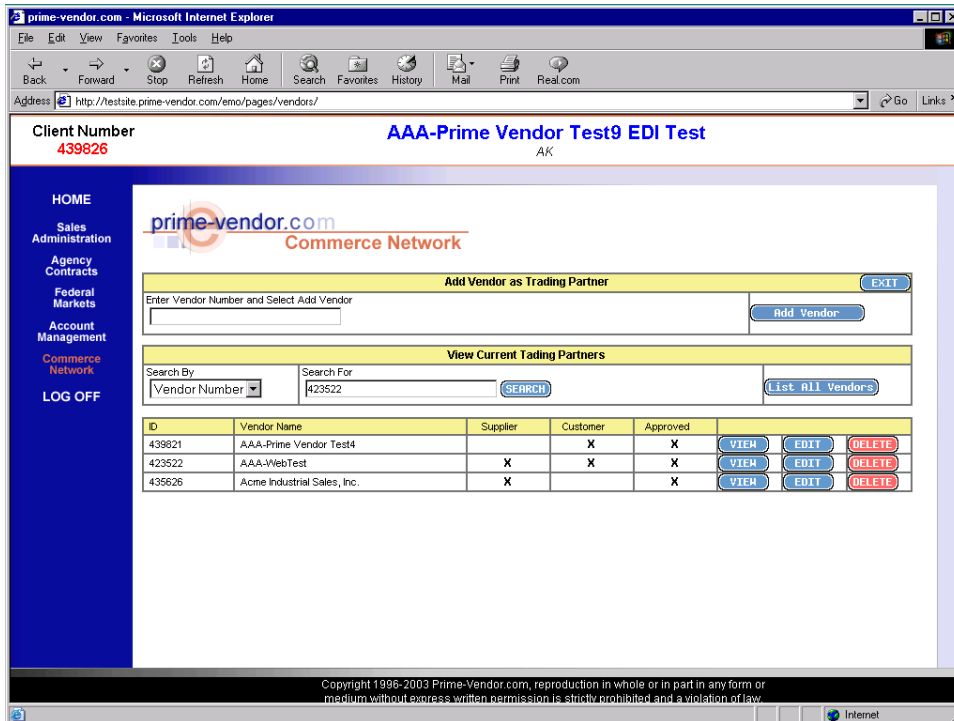 prime-vendor.com - Microsoft Internet Explorer
File Edit View Favorites Tools Help
Back Forward Stop Refresh Home Search Favorites History Mail Print Real.com
Address http://testsite.prime-vendor.com/emo/pages/vendors/ Go Links
Client Number
439826
AAA-Prime Vendor Test9 EDI Test
AK
HOME
Sales
Administration
Agency
Contracts
Federal
Markets
Account
Management
Commerce
Network
LOG OFF
prime-vendor.com
Commerce Network
Add Vendor as Trading Partner EXIT
Enter Vendor Number and Select Add Vendor
Add Vendor
View Current Tading Partners
Search By Search For
Vendor Number 423522 SEARCH List All Vendors
ID Vendor Name Supplier Customer Approved
439821 AAA-Prime Vendor Test4 X X VIEW EDIT DELETE
423522 AAA-WebTest X X X VIEW EDIT DELETE
435626 Acme Industrial Sales, Inc. X X VIEW EDIT DELETE
Copyright 1996-2003 Prime-Vendor.com, reproduction in whole or in part in any form or
medium without express written permission is strictly prohibited and a violation of law.
Internet